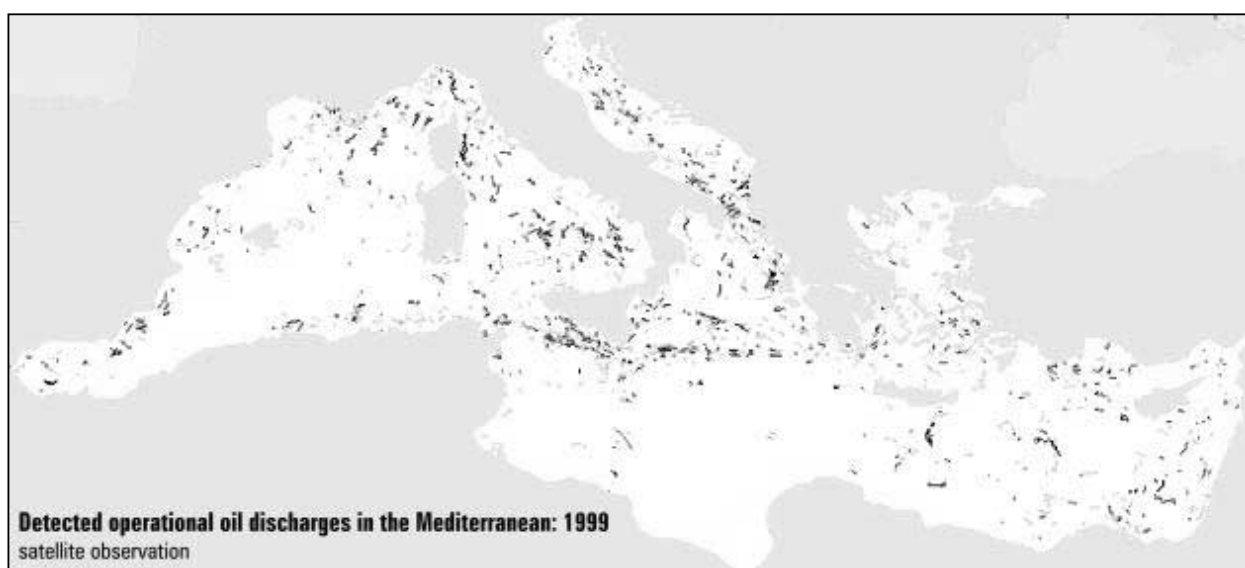 Detected operational oil discharges in the Mediterranean: 1999
satellite observation